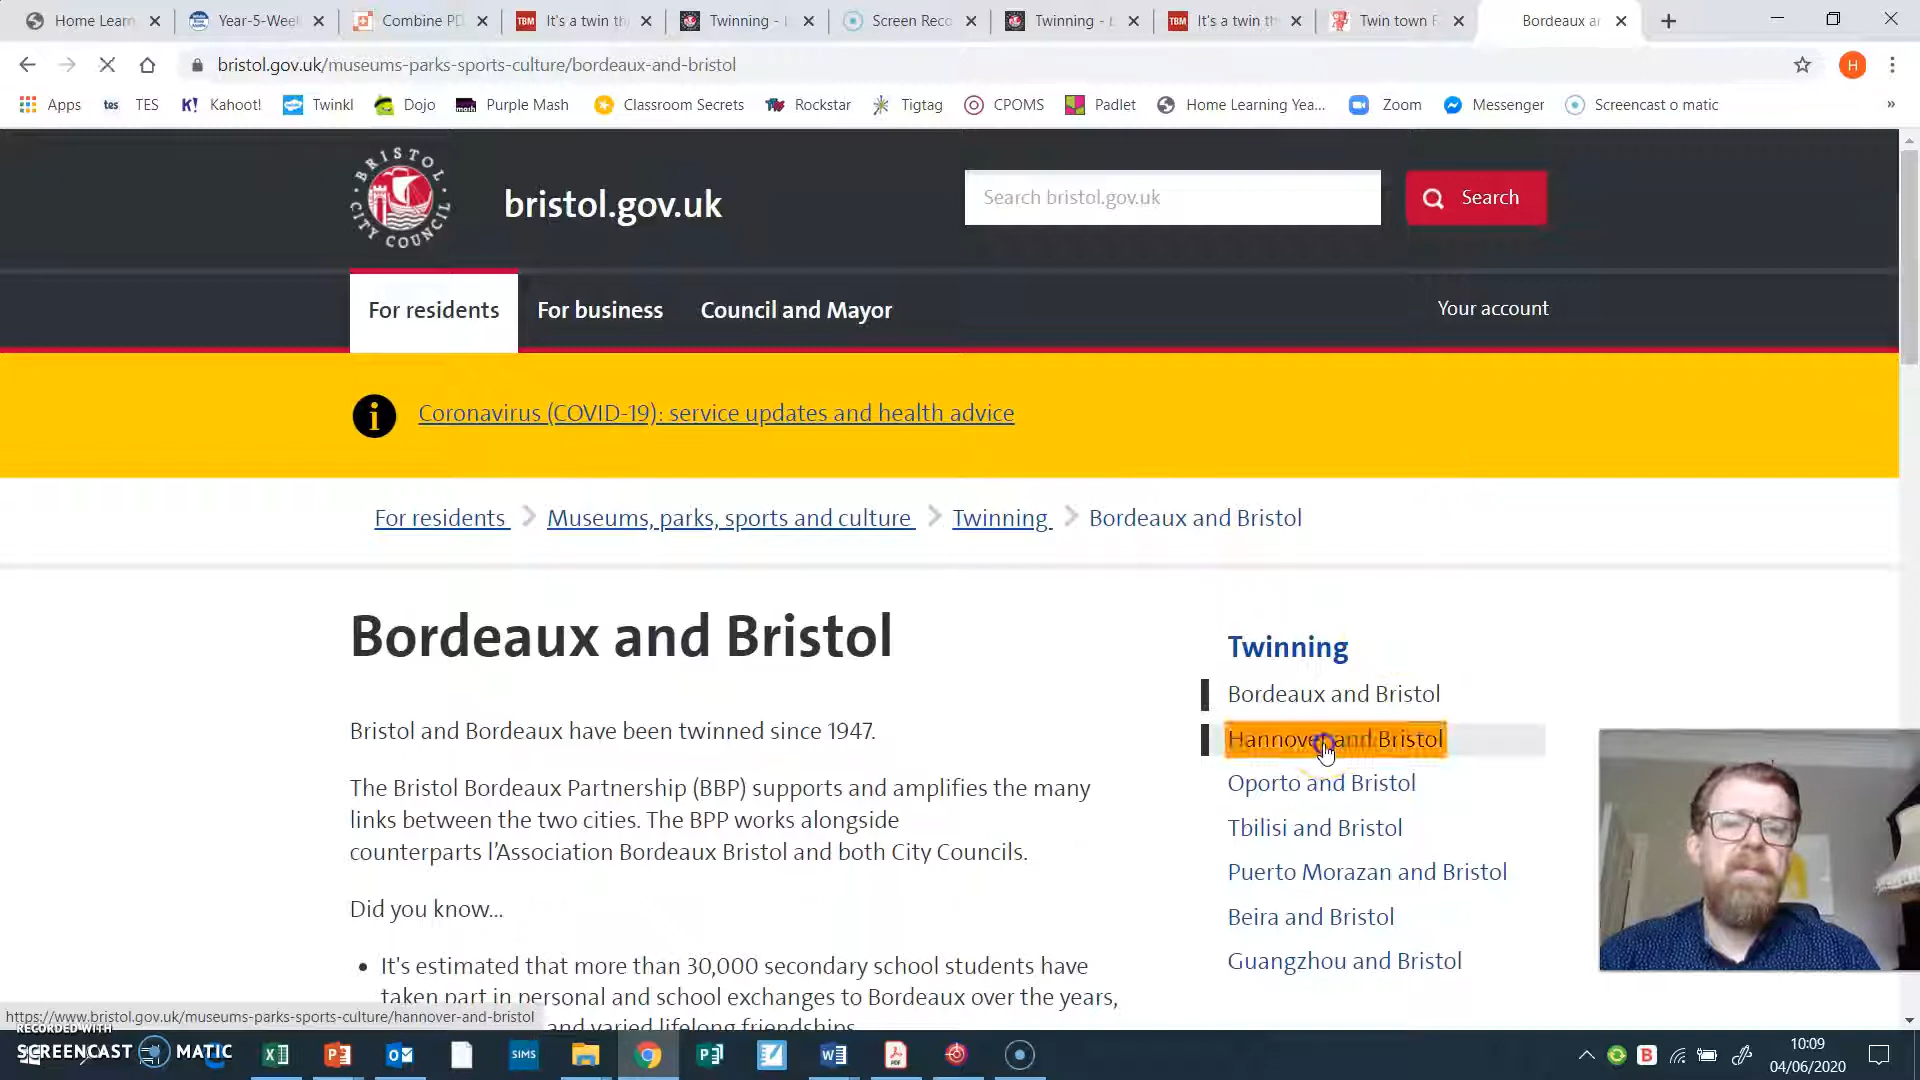 Home Learn
Year-5-Wee
Combine PD
It's a twin th
Twinning -
Screen Reco
Twinning -
It's a twin th
Twin town
Bordeaux a
bristol.gov.uk/museums-parks-sports-culture/bordeaux-and-bristol
H
Apps
tes TES
K! Kahoot!
Twinkl
Dojo
mash Purple Mash
Classroom Secrets
Rockstar
Tigtag
CPOMS
Padlet
Home Learning Yea...
Zoom
Messenger
Screencast o matic
»
BRISTOL CITY COUNCIL
bristol.gov.uk
Search bristol.gov.uk
Search
For residents
For business
Council and Mayor
Your account
Coronavirus (COVID-19): service updates and health advice
For residents
Museums, parks, sports and culture
Twinning
Bordeaux and Bristol
Bordeaux and Bristol
Bristol and Bordeaux have been twinned since 1947.
The Bristol Bordeaux Partnership (BBP) supports and amplifies the many
links between the two cities. The BPP works alongside
counterparts l'Association Bordeaux Bristol and both City Councils.
Did you know...
• It's estimated that more than 30,000 secondary school students have
taken part in personal and school exchanges to Bordeaux over the years,
and varied lifelong friendships.
Twinning
Bordeaux and Bristol
Hannover and Bristol
Oporto and Bristol
Tbilisi and Bristol
Puerto Morazan and Bristol
Beira and Bristol
Guangzhou and Bristol
https://www.bristol.gov.uk/museums-parks-sports-culture/hannover-and-bristol
RECORDED WITH
SCREENCAST MATIC
SIMS
10:09
04/06/2020